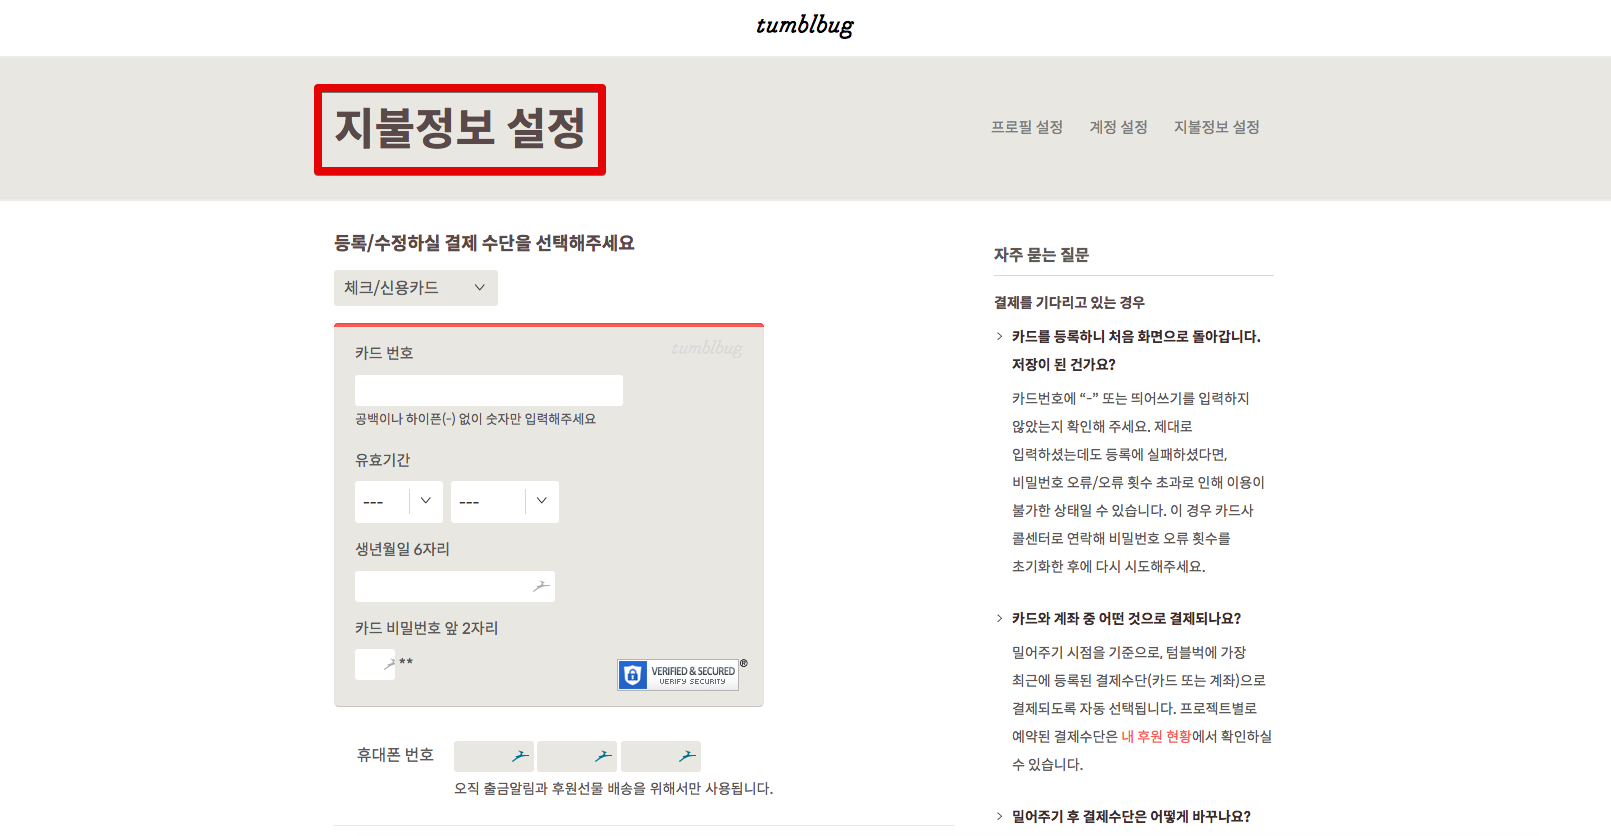 tumblbug
지불정보 설정
프로필 설정 계정 설정 지불정보 설정
등록/수정하실 결제 수단을 선택해주세요
체크/신용카드
tumblbug
카드 번호
공백이나 하이픈(-) 없이 숫자만 입력해주세요
유효기간
--- ---
생년월일 6자리
카드 비밀번호 앞 2자리
**
VERIFIED & SECURED
VERIFY SECURITY
®
휴대폰 번호
오직 출금알림과 후원선물 배송을 위해서만 사용됩니다.
자주 묻는 질문
결제를 기다리고 있는 경우
카드를 등록하니 처음 화면으로 돌아갑니다.
저장이 된 건가요?
카드번호에 “-” 또는 띄어쓰기를 입력하지
않았는지 확인해 주세요. 제대로
입력하셨는데도 등록에 실패하셨다면,
비밀번호 오류/오류 횟수 초과로 인해 이용이
불가한 상태일 수 있습니다. 이 경우 카드사
콜센터로 연락해 비밀번호 오류 횟수를
초기화한 후에 다시 시도해주세요.
카드와 계좌 중 어떤 것으로 결제되나요?
밀어주기 시점을 기준으로, 텀블벅에 가장
최근에 등록된 결제수단(카드 또는 계좌)으로
결제되도록 자동 선택됩니다. 프로젝트별로
예약된 결제수단은 내 후원 현황에서 확인하실
수 있습니다.
밀어주기 후 결제수단은 어떻게 바꾸나요?